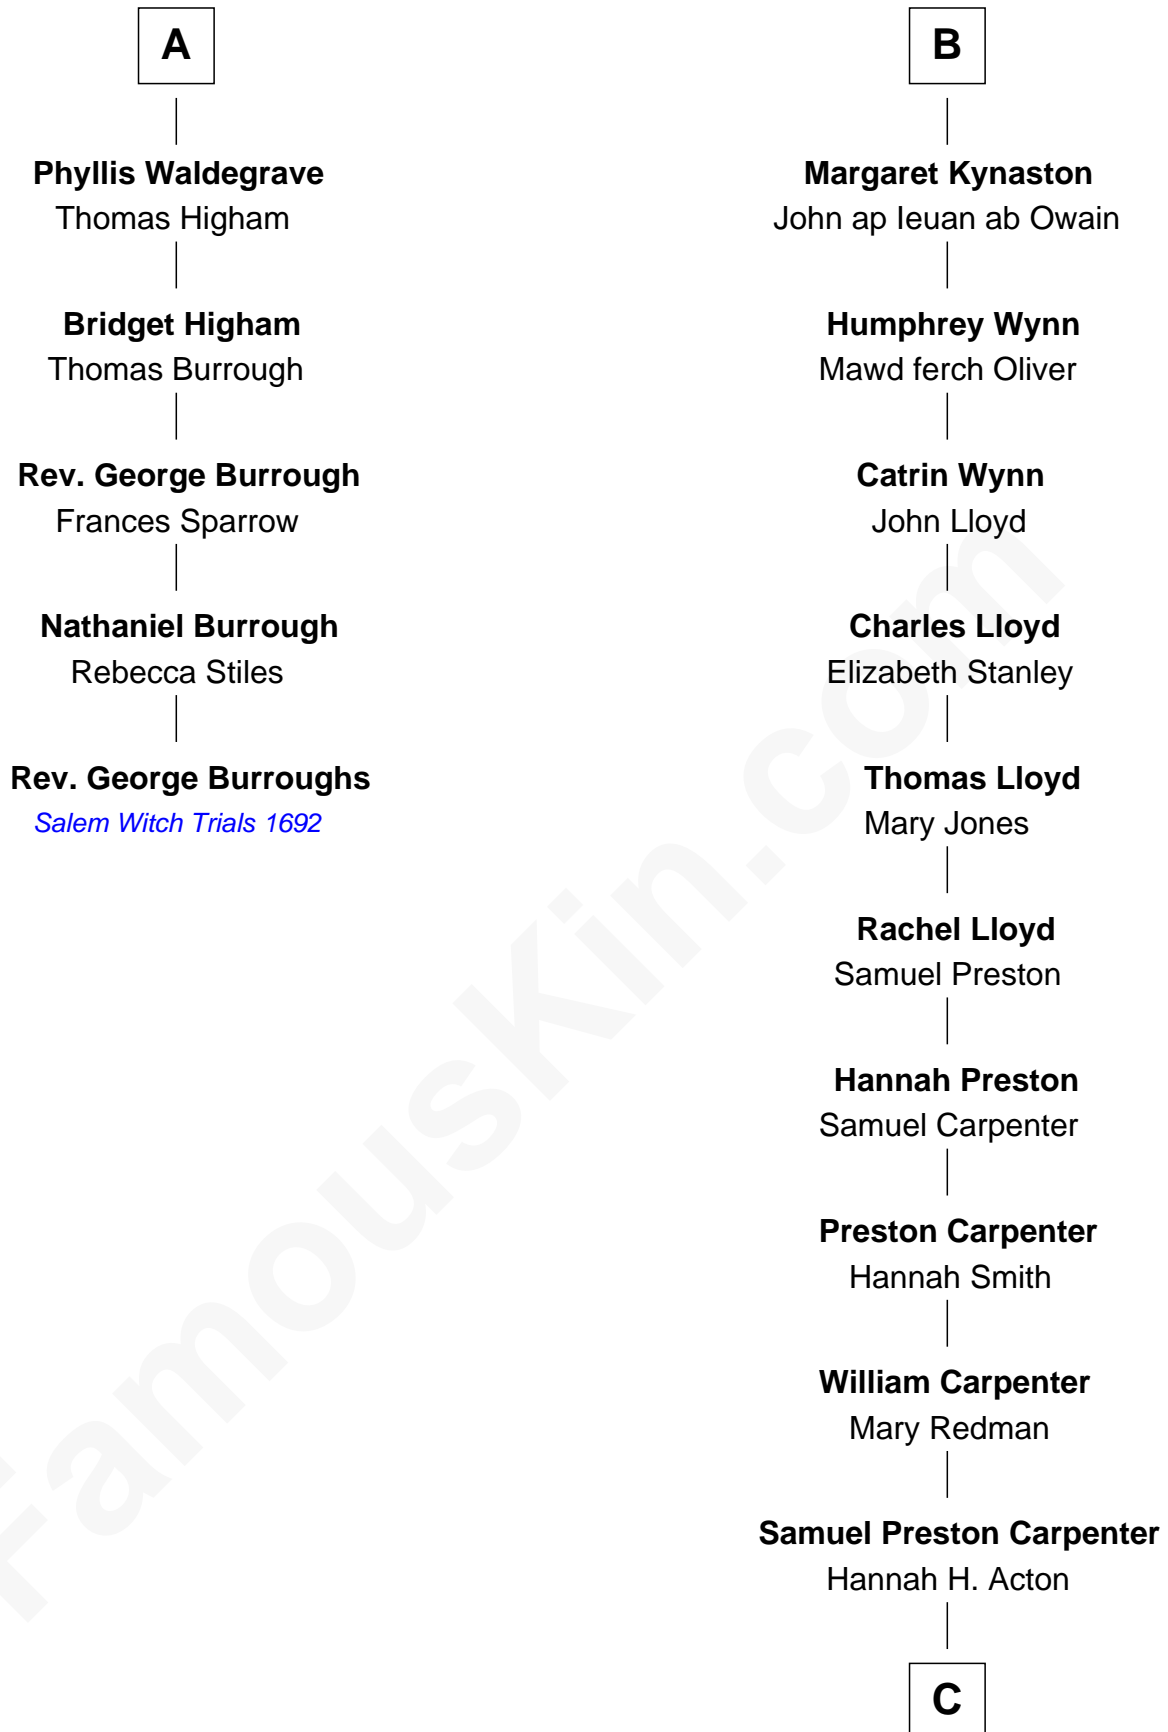 A
Phyllis Waldegrave
Thomas Higham
Bridget Higham
Thomas Burrough
Rev. George Burrough
Frances Sparrow
Nathaniel Burrough
Rebecca Stiles
Rev. George Burroughs
Salem Witch Trials 1692
B
Margaret Kynaston
John ap Ieuan ab Owain
Humphrey Wynn
Mawd ferch Oliver
Catrin Wynn
John Lloyd
Charles Lloyd
Elizabeth Stanley
Thomas Lloyd
Mary Jones
Rachel Lloyd
Samuel Preston
Hannah Preston
Samuel Carpenter
Preston Carpenter
Hannah Smith
William Carpenter
Mary Redman
Samuel Preston Carpenter
Hannah H. Acton
C
FamousKin.com